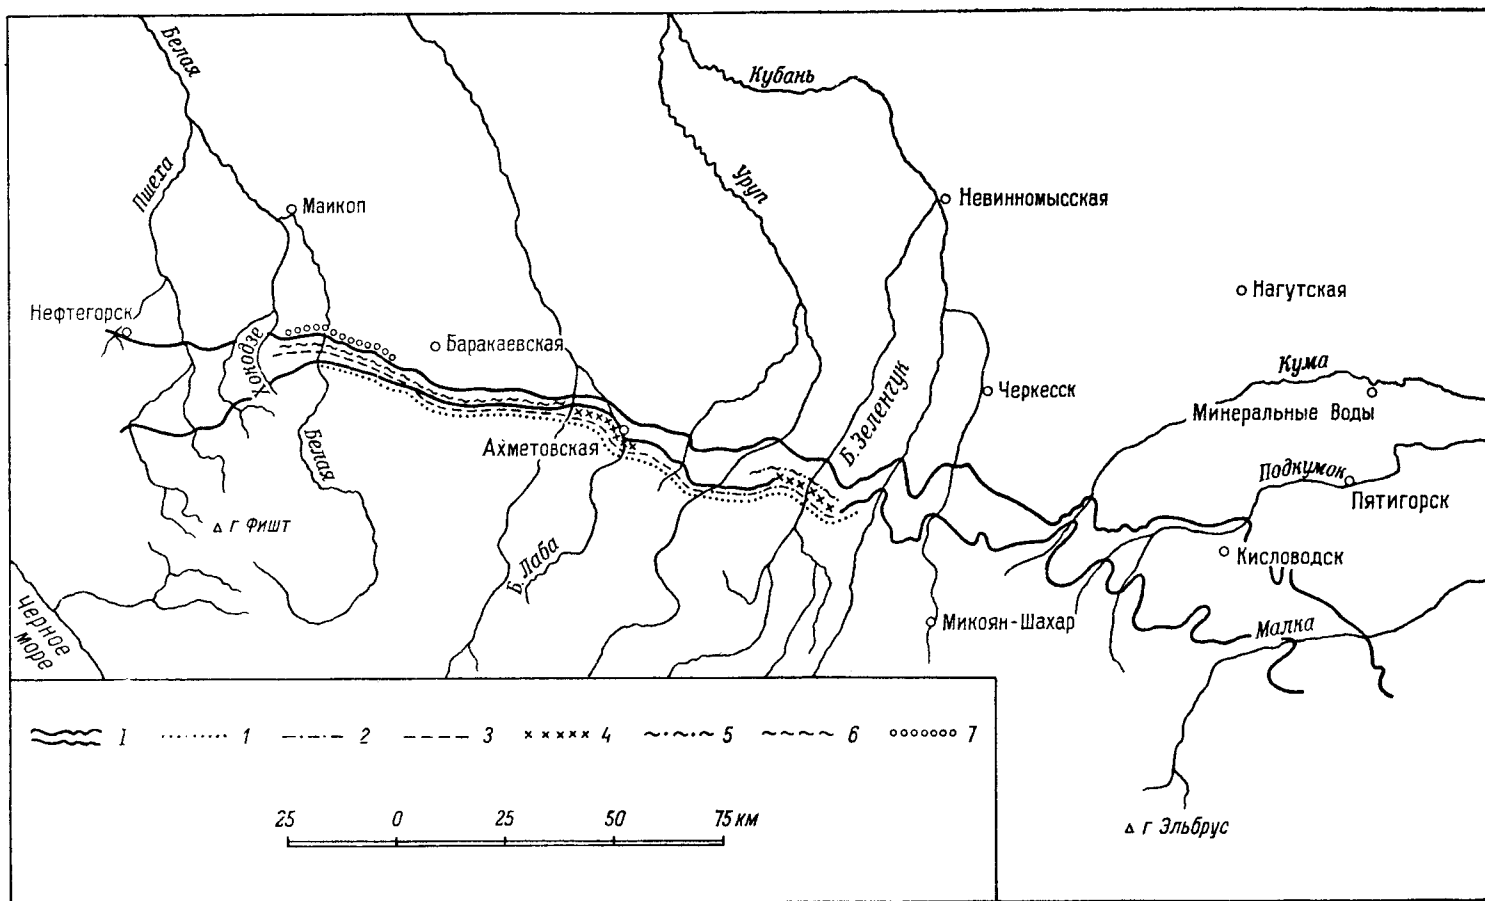 Белая
Кубань
Пшеха
Майкоп
Уруп
Невинномысская
Нагутская
Нефтегорск
Хокодзе
Баракаевская
Б. Зеленчук
Черкесск
Кума
Минеральные Воды
Ахметовская
Белая
Подкумок
Пятигорск
г Фишт
Б. Лаба
Кисловодск
Черное
море
Микоян-Шахар
Малка
I 1 2 3 4 5 6 7
25 0 25 50 75 км
г Эльбрус